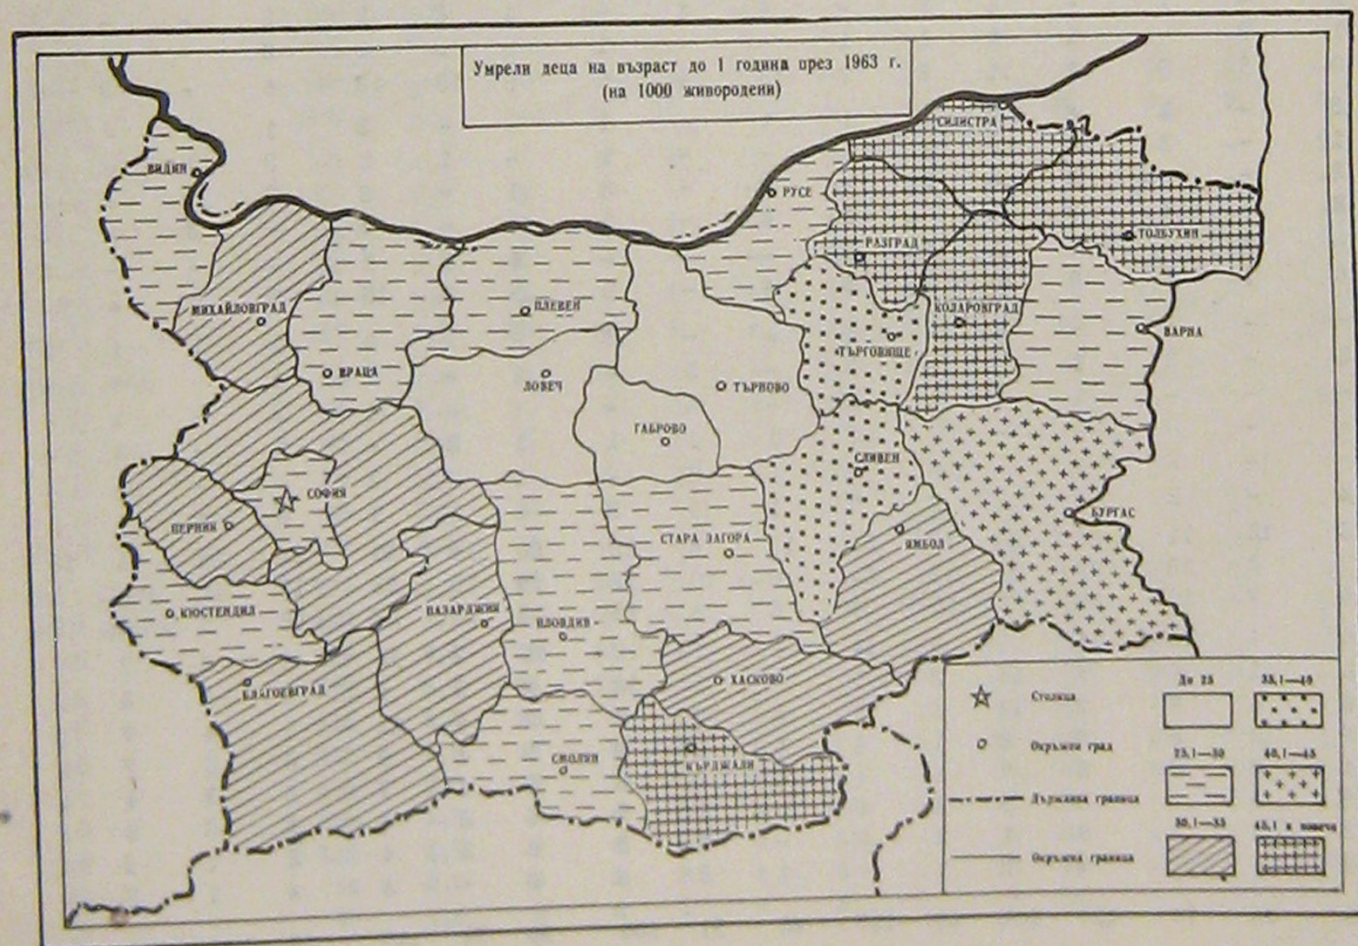 Умрели деца на възраст до 1 година през 1963 г.
(на 1000 живородени)
СИЛИСТРА
ВИДИН
РУСЕ
ТОЛБУХИН
РАЗГРАД
МИХАЙЛОВГРАД
ПЛЕВЕН
КОЛАРОВГРАД
ВАРНА
ТЪРГОВИЩЕ
ВРАЦА
ЛОВЕЧ
ТЪРНОВО
ГАБРОВО
СЛИВЕН
СОФИЯ
БУРГАС
ПЕРНИК
СТАРА ЗАГОРА
ЯМБОЛ
КЮСТЕНДИЛ
ПАЗАРДЖИК
ПЛОВДИВ
БЛАГОЕВГРАД
ХАСКОВО
СМОЛЯН
КЪРДЖАЛИ
Столица
Окръжен град
Държавна граница
Окръжна граница
До 25
35,1—40
25,1—30
40,1—45
30,1—35
45,1 и повече